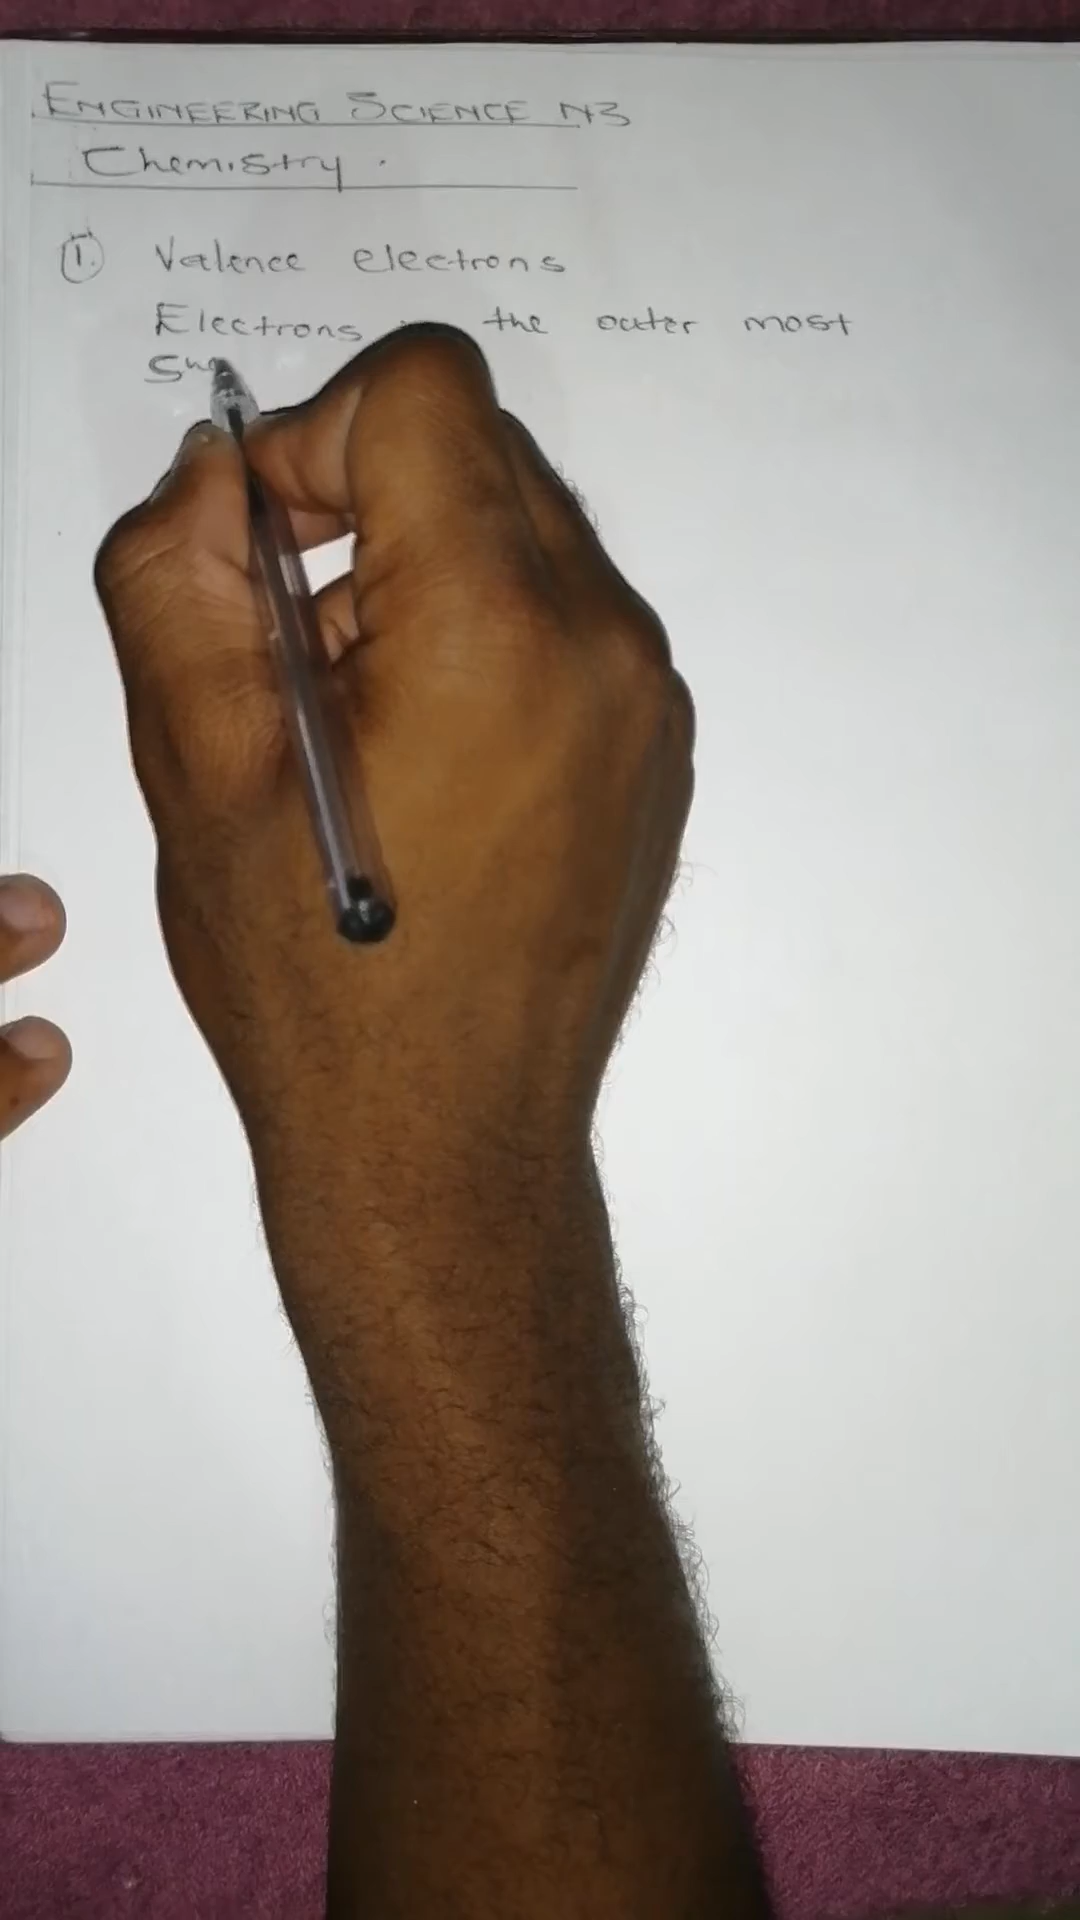 ENGINEERING SCIENCE N3
Chemistry.
1. Valence electrons
Electrons the outer most